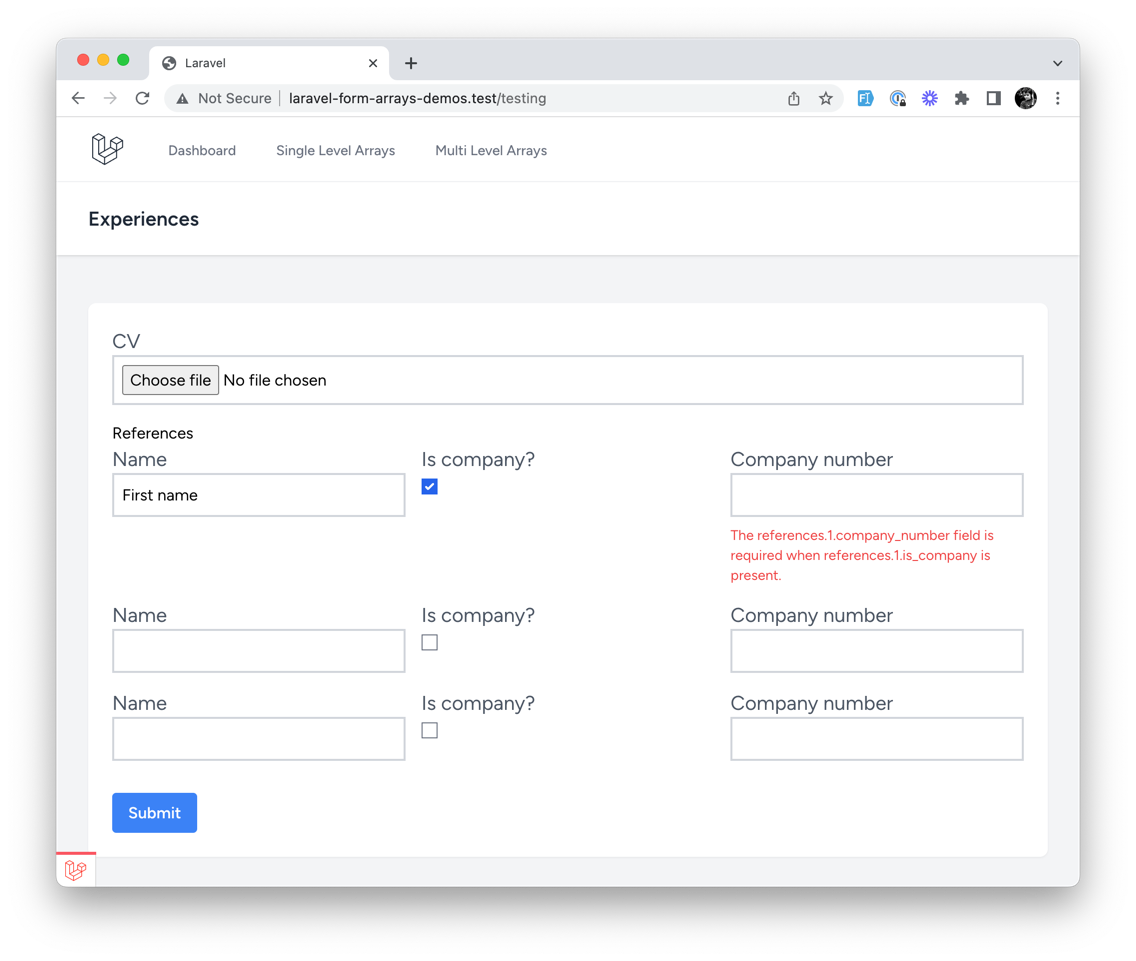 Laravel
Not Secure laravel-form-arrays-demos.test/testing
Dashboard Single Level Arrays Multi Level Arrays
Experiences
CV
Choose file No file chosen
References
Name Is company? Company number
First name
The references.1.company_number field is
required when references.1.is_company is
present.
Name Is company? Company number
Name Is company? Company number
Submit